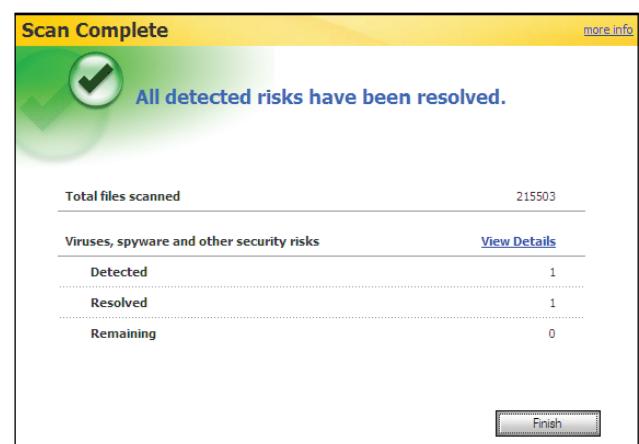 Scan Complete more info
All detected risks have been resolved.
Total files scanned 215503
Viruses, spyware and other security risks View Details
Detected 1
Resolved 1
Remaining 0
Finish